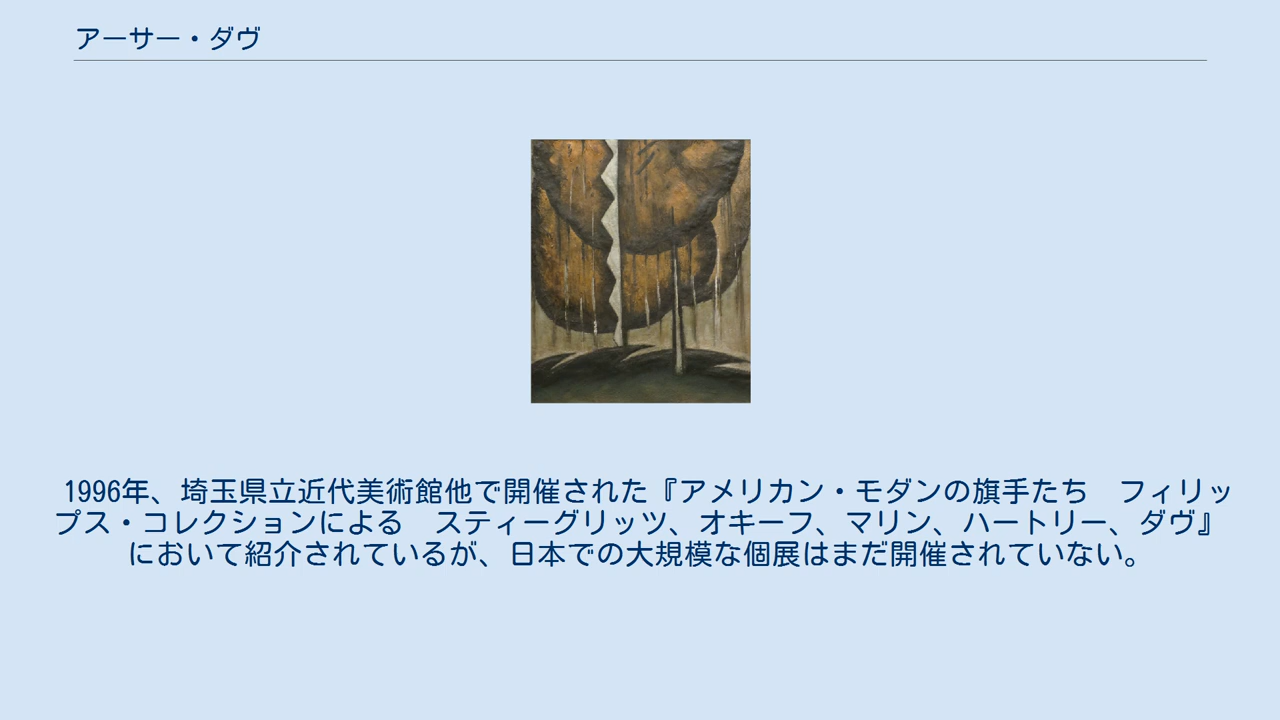 アーサー・ダヴ
1996年、埼玉県立近代美術館他で開催された『アメリカン・モダンの旗手たち　フィリッ
プス・コレクションによる　スティーグリッツ、オキーフ、マリン、ハートリー、ダヴ』
において紹介されているが、日本での大規模な個展はまだ開催されていない。